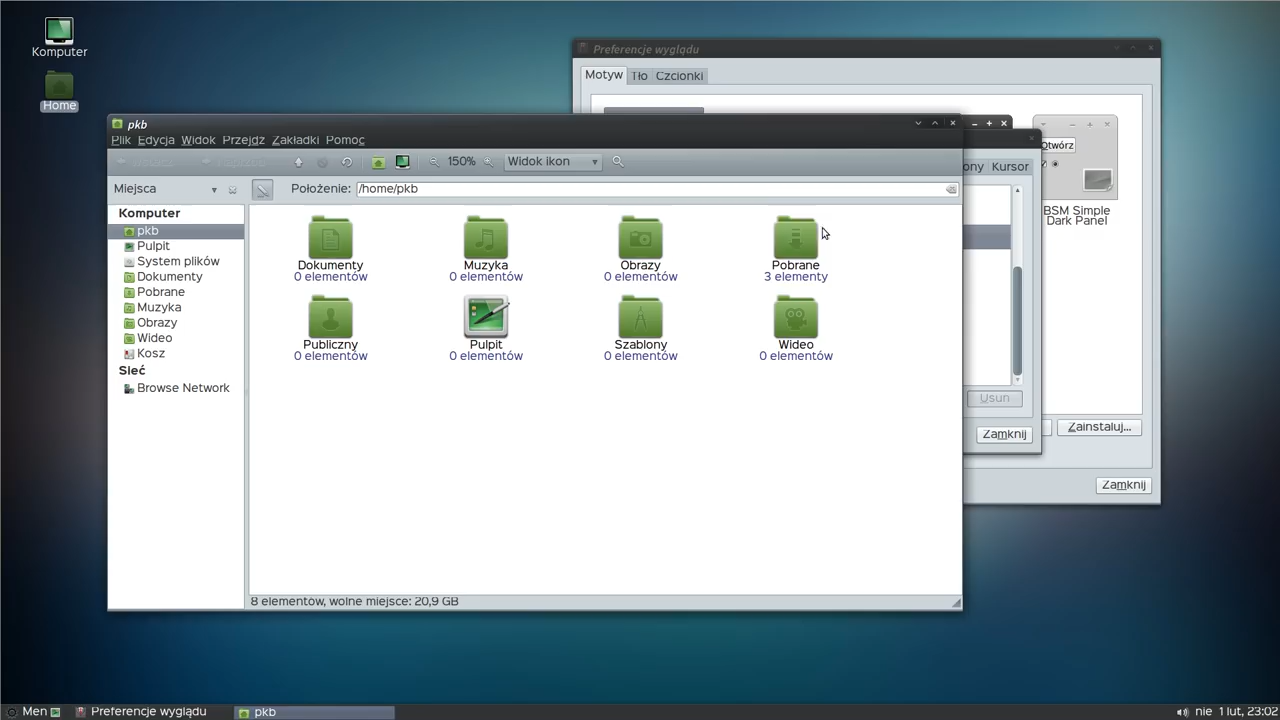 Komputer
Home
Preferencje wyglądu
Motyw Tło Czcionki
pkb
Plik Edycja Widok Przejdź Zakładki Pomoc
150% Widok ikon
Miejsca
Położenie: /home/pkb
Komputer
pkb
Pulpit
System plików
Dokumenty
Pobrane
Muzyka
Obrazy
Wideo
Kosz
Sieć
Browse Network
Dokumenty
0 elementów
Muzyka
0 elementów
Obrazy
0 elementów
Pobrane
3 elementy
Publiczny
0 elementów
Pulpit
0 elementów
Szablony
0 elementów
Wideo
0 elementów
8 elementów, wolne miejsce: 20,9 GB
ony Kursor
Usun
Zamknij
Otwórz
BSM Simple
Dark Panel
Zainstaluj...
Zamknij
Men Preferencje wyglądu pkb nie 1 lut, 23:02